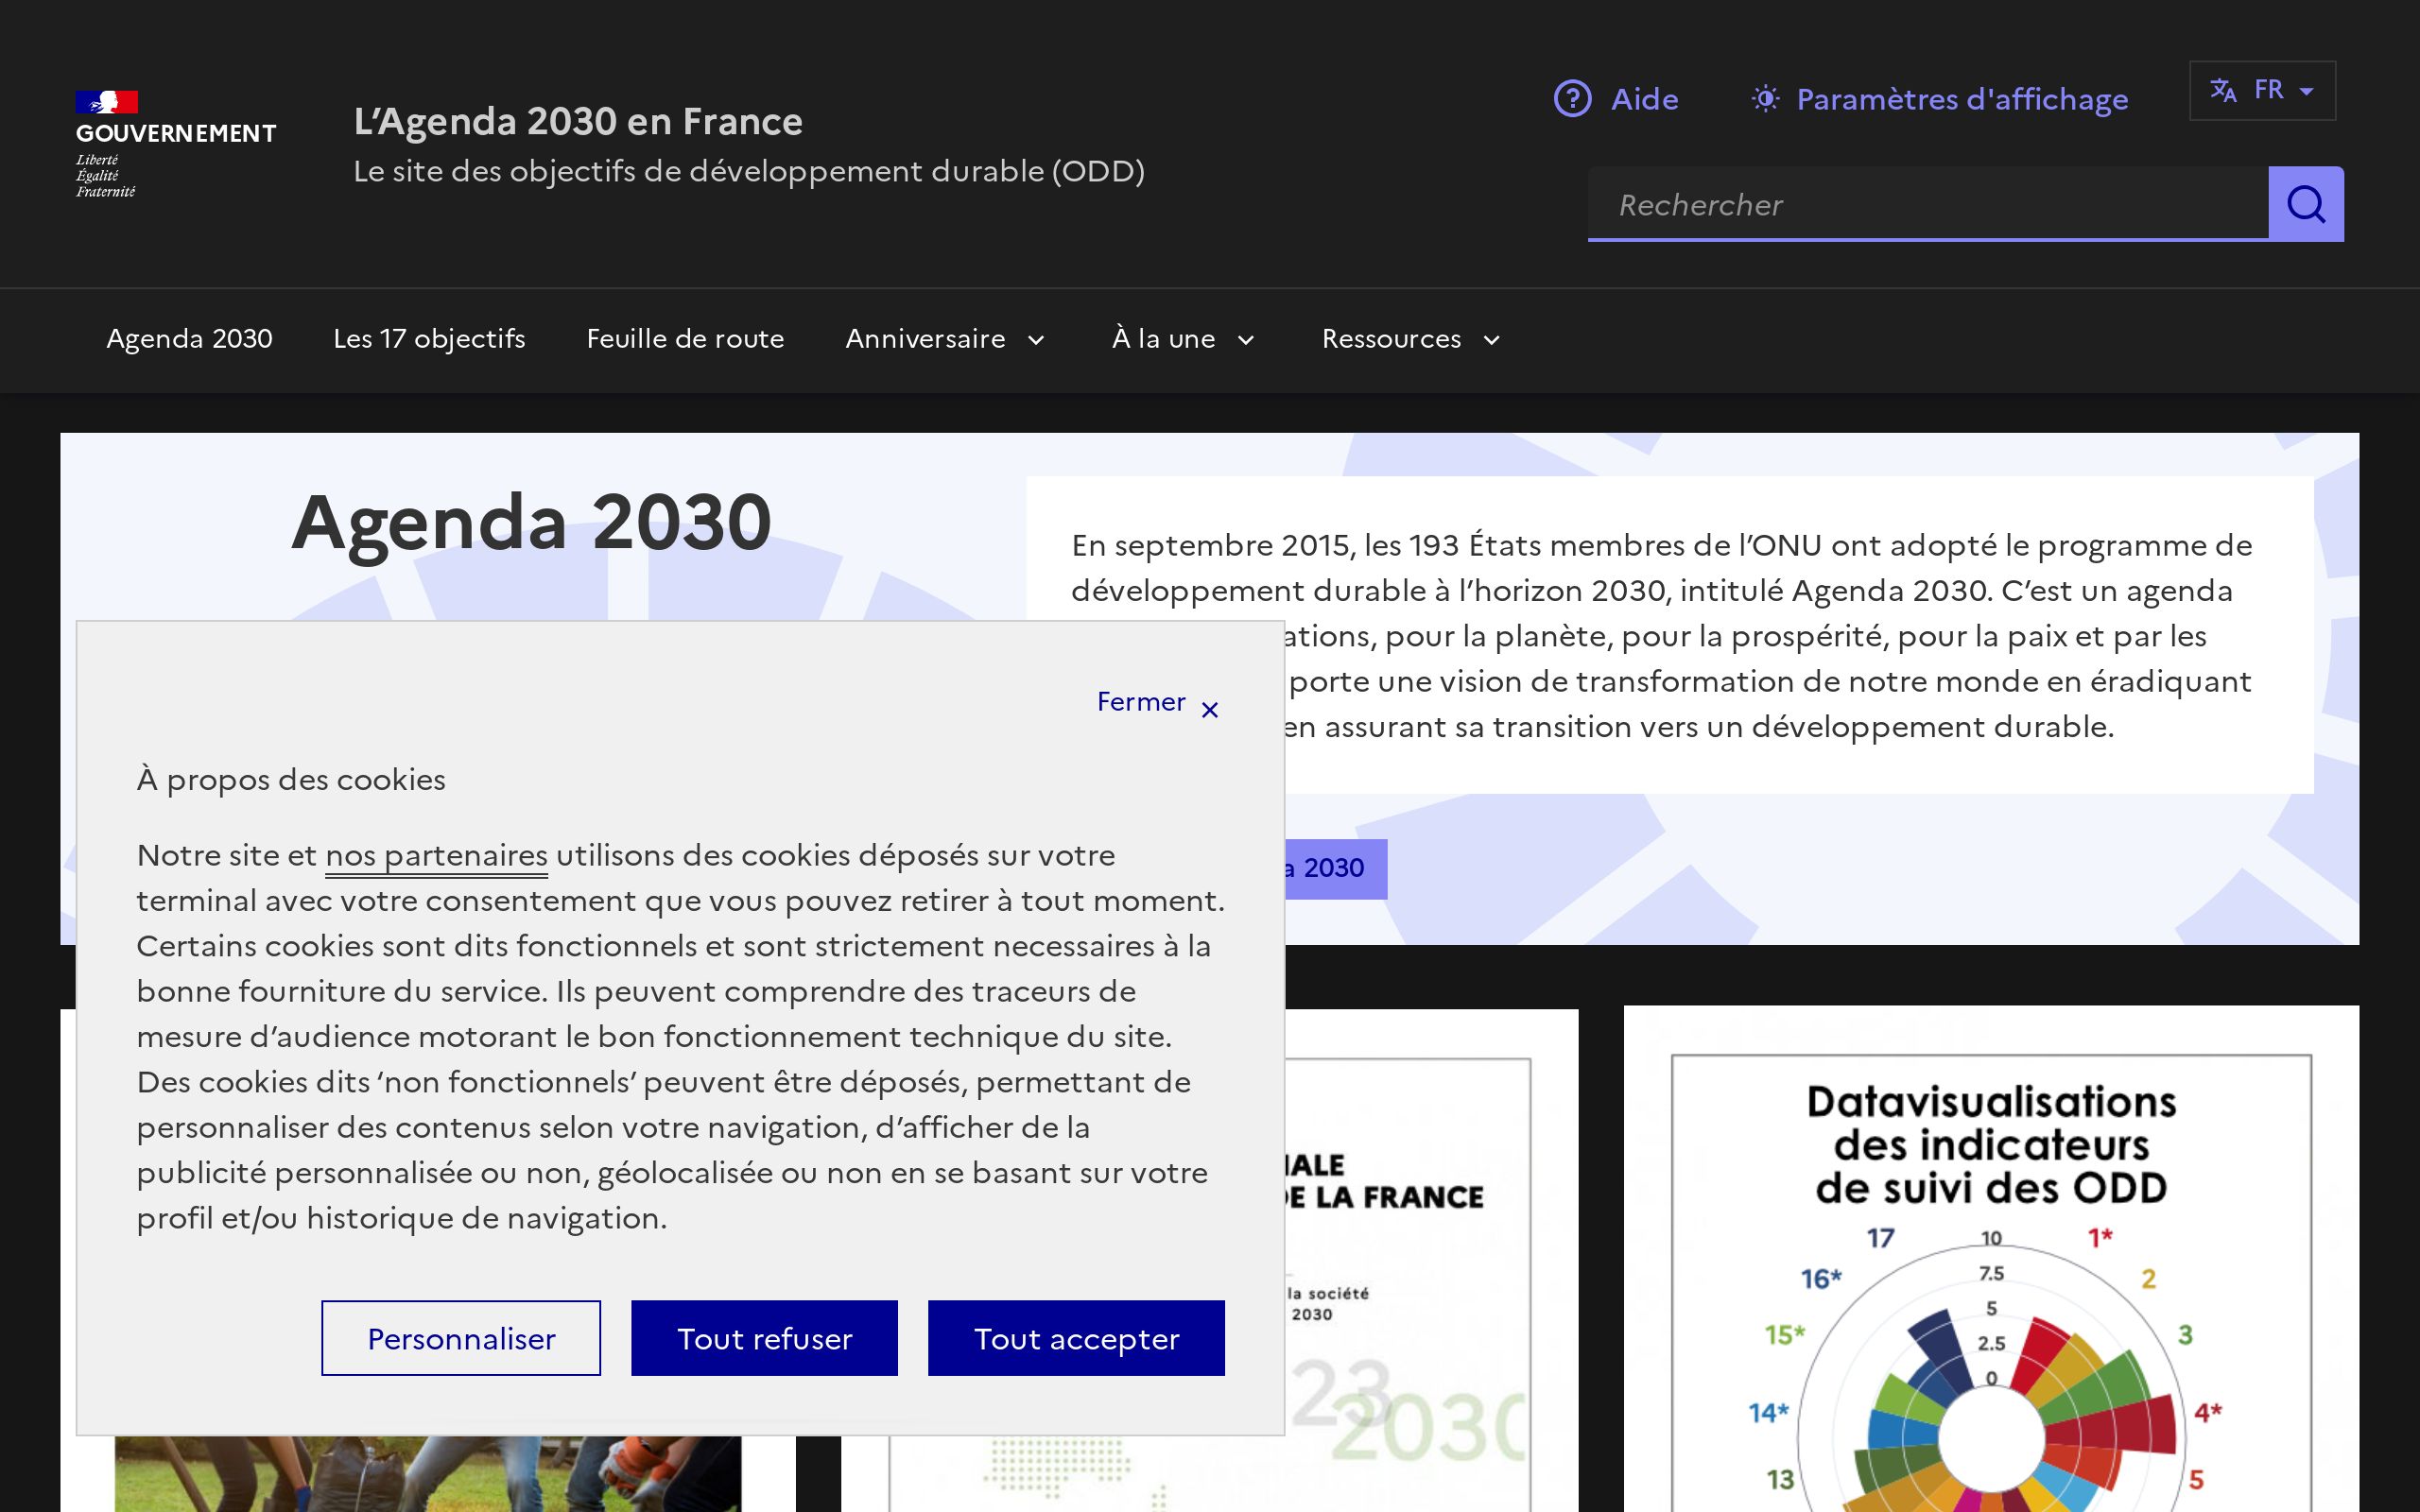 GOUVERNEMENT
Liberté
Égalité
Fraternité
L’Agenda 2030 en France
Le site des objectifs de développement durable (ODD)
Aide
Paramètres d'affichage
FR
Rechercher
Agenda 2030
Les 17 objectifs
Feuille de route
Anniversaire
À la une
Ressources
Agenda 2030
En septembre 2015, les 193 États membres de l’ONU ont adopté le programme de
développement durable à l’horizon 2030, intitulé Agenda 2030. C’est un agenda
pour la planète, pour la prospérité, pour la paix et par les
porte une vision de transformation de notre monde en éradiquant
en assurant sa transition vers un développement durable.
2030
Fermer
À propos des cookies
Notre site et nos partenaires utilisons des cookies déposés sur votre
terminal avec votre consentement que vous pouvez retirer à tout moment.
Certains cookies sont dits fonctionnels et sont strictement necessaires à la
bonne fourniture du service. Ils peuvent comprendre des traceurs de
mesure d’audience motorant le bon fonctionnement technique du site.
Des cookies dits ‘non fonctionnels’ peuvent être déposés, permettant de
personnaliser des contenus selon votre navigation, d’afficher de la
publicité personnalisée ou non, géolocalisée ou non en se basant sur votre
profil et/ou historique de navigation.
Personnaliser
Tout refuser
Tout accepter
LA FRANCE
la société
2030
23
2030
Datavisualisations
des indicateurs
de suivi des ODD
17
10
1*
16*
7.5
2
15*
5
3
2.5
14*
0
4*
13
5